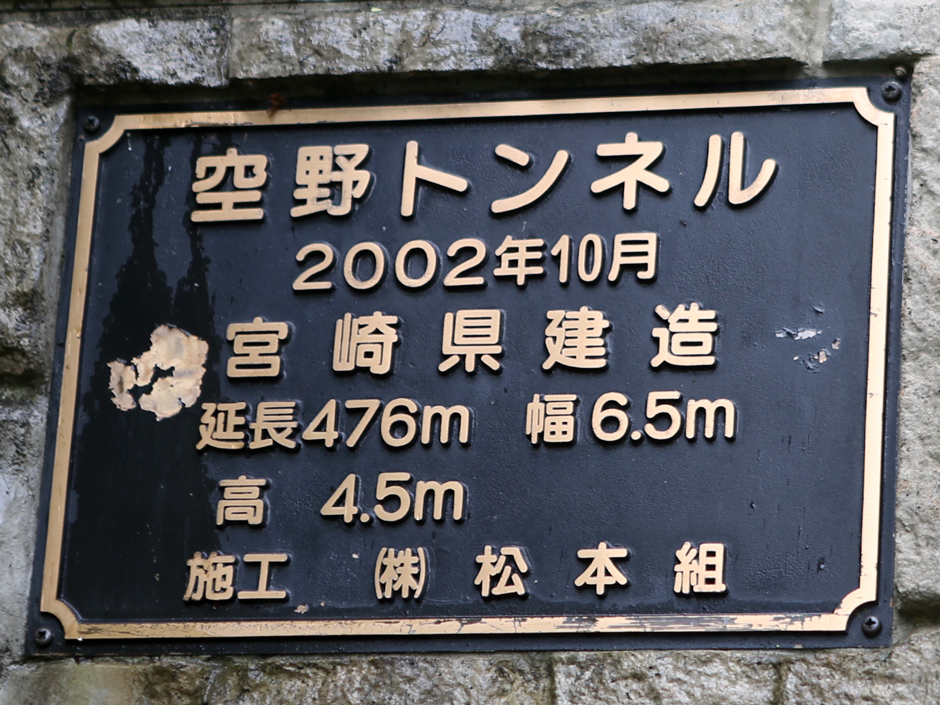 空野トンネル
2002年10月
宮崎県建造
延長476m 幅6.5m
高 4.5m
施工 ㈱松本組